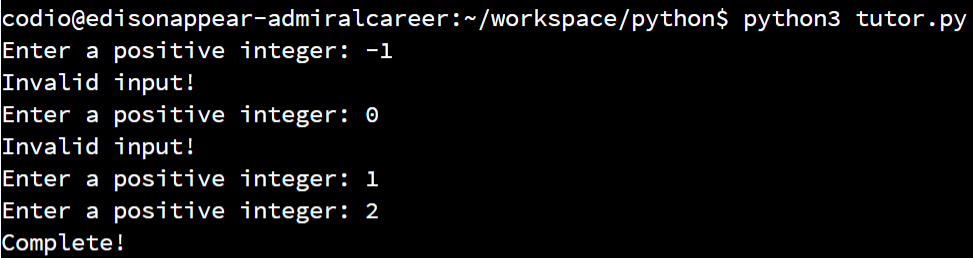 codio@edisonappear-admiralcareer:~/workspace/python$ python3 tutor.py
Enter a positive integer: -1
Invalid input!
Enter a positive integer: 0
Invalid input!
Enter a positive integer: 1
Enter a positive integer: 2
Complete!